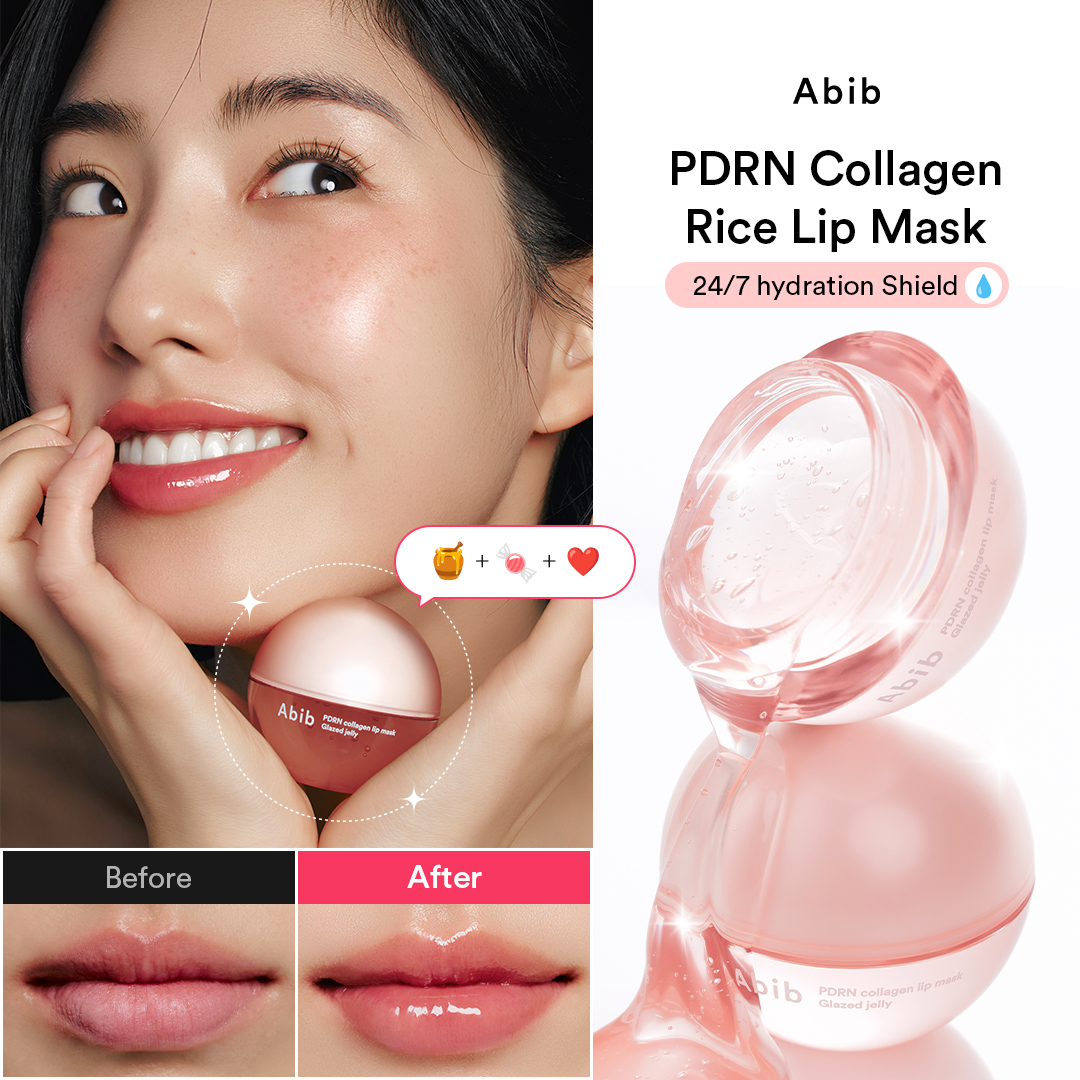 Abib
PDRN Collagen
Rice Lip Mask
24/7 hydration Shield
Abib
PDRN collagen lip mask
Glazed jelly
Abib
PDRN collagen lip mask
Glazed jelly
Before
After
Abib
PDRN collagen lip mask
Glazed jelly